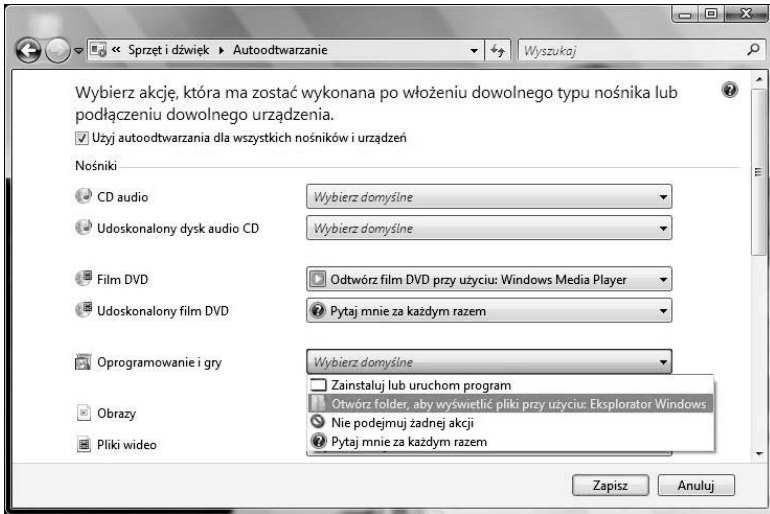 « Sprzęt i dźwięk ▸ Autoodtwarzanie Wyszukaj
Wybierz akcję, która ma zostać wykonana po włożeniu dowolnego typu nośnika lub
podłączeniu dowolnego urządzenia.
Użyj autoodtwarzania dla wszystkich nośników i urządzeń
Nośniki
CD audio Wybierz domyślne
Udoskonalony dysk audio CD Wybierz domyślne
Film DVD Odtwórz film DVD przy użyciu: Windows Media Player
Udoskonalony film DVD Pytaj mnie za każdym razem
Oprogramowanie i gry Wybierz domyślne
Zainstaluj lub uruchom program
Otwórz folder, aby wyświetlić pliki przy użyciu: Eksplorator Windows
Obrazy
Nie podejmuj żadnej akcji
Pliki wideo
Pytaj mnie za każdym razem
Zapisz Anuluj